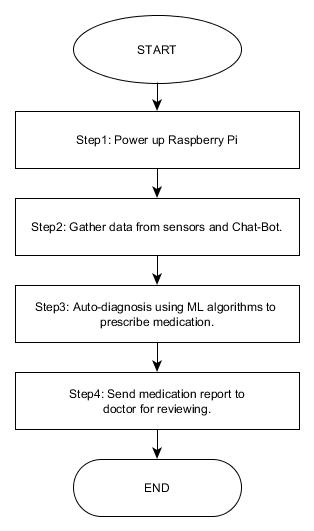 START
Step1: Power up Raspberry Pi
Step2: Gather data from sensors and Chat-Bot.
Step3: Auto-diagnosis using ML algorithms to
prescribe medication.
Step4: Send medication report to
doctor for reviewing.
END